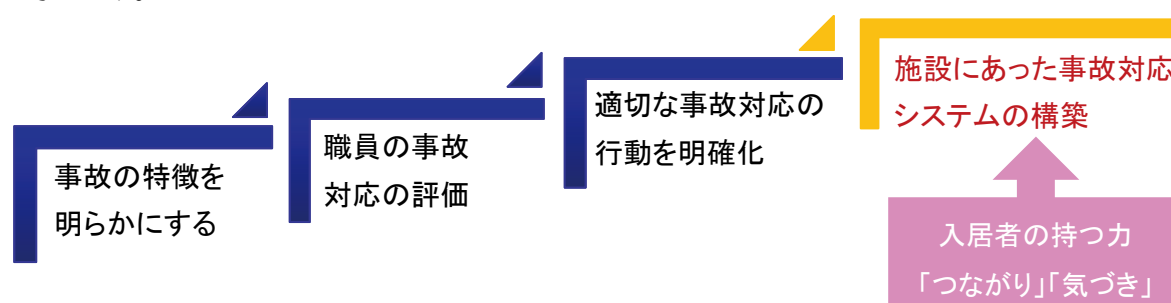 事故の特徴を
明らかにする
職員の事故
対応の評価
適切な事故対応の
行動を明確化
施設にあった事故対応
システムの構築
入居者の持つ力
「つながり」「気づき」